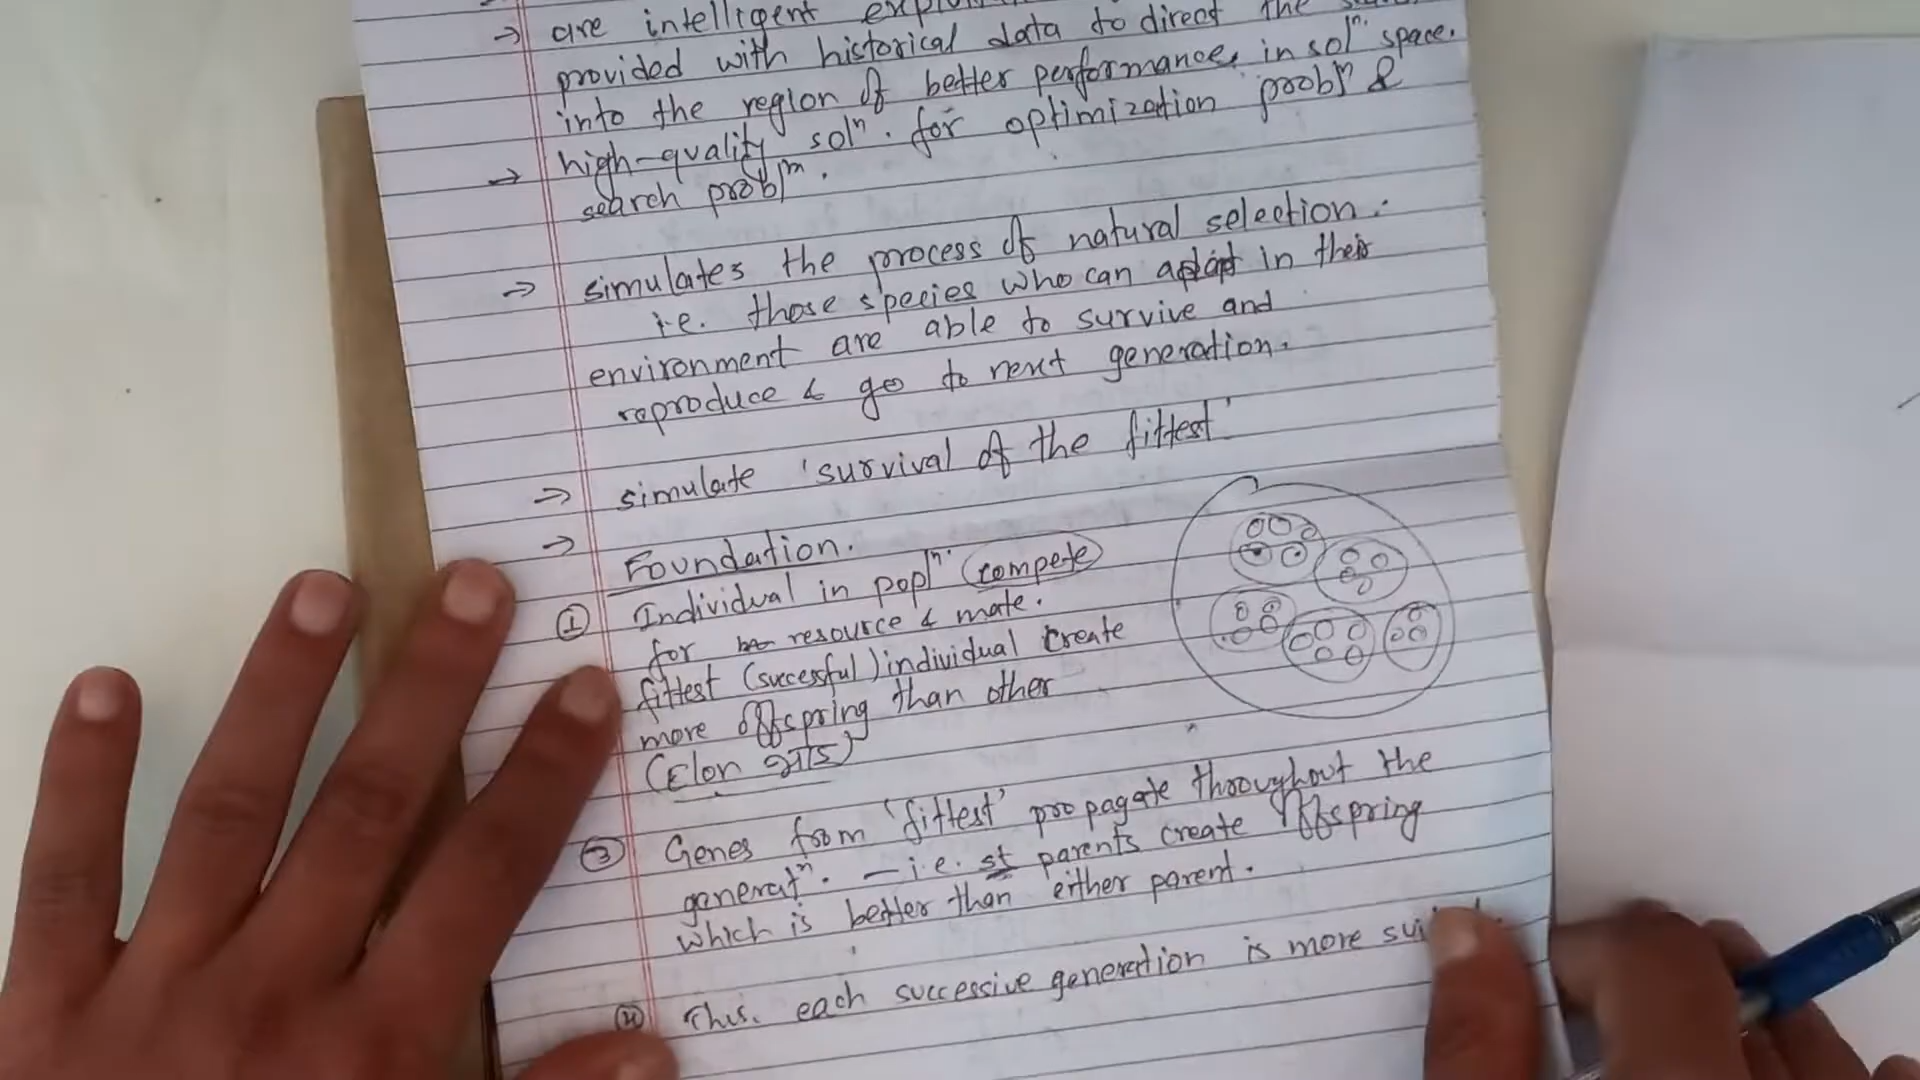 → are intelligent
provided with historical data to direct the
into the region of better performance, in solⁿ space.
→ high-quality solⁿ. for optimization probⁿ &
search probᵐ.
→ simulates the process of natural selection.
i.e. those species who can adapt in their
environment are able to survive and
reproduce & go to next generation.
→ simulate 'survival of the fittest'
→ Foundation.
① Individual in poplⁿ. compete
for resource & mate.
fittest (successful) individual create
more offspring than other
(Elon
③ Genes from 'fittest' propagate throughout the
generatⁿ. – i.e. st parents create offspring
which is better than either parent.
④ Thus. each successive generation is more